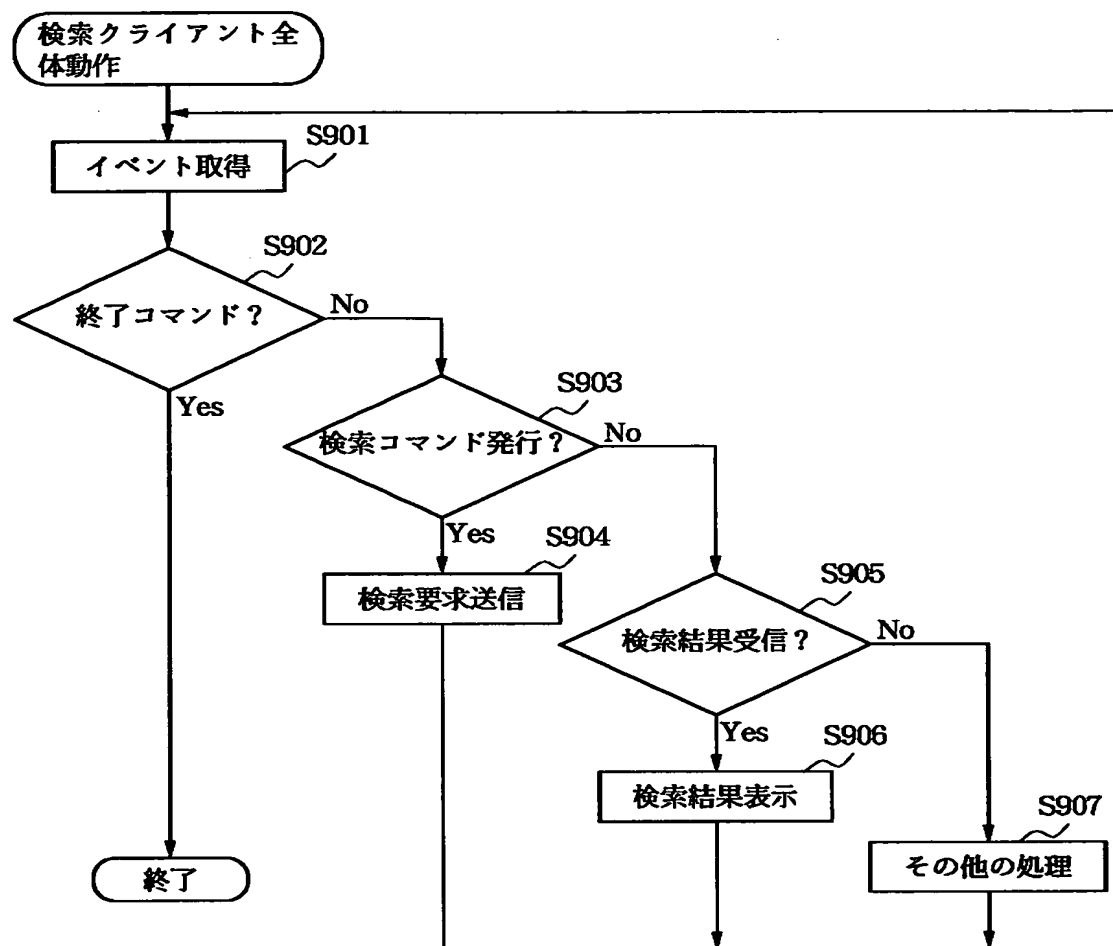 検索クライアント全
体動作
S901
イベント取得
S902
終了コマンド？
No
Yes
S903
検索コマンド発行？
No
Yes
S904
検索要求送信
S905
検索結果受信？
No
Yes
S906
検索結果表示
S907
その他の処理
終了